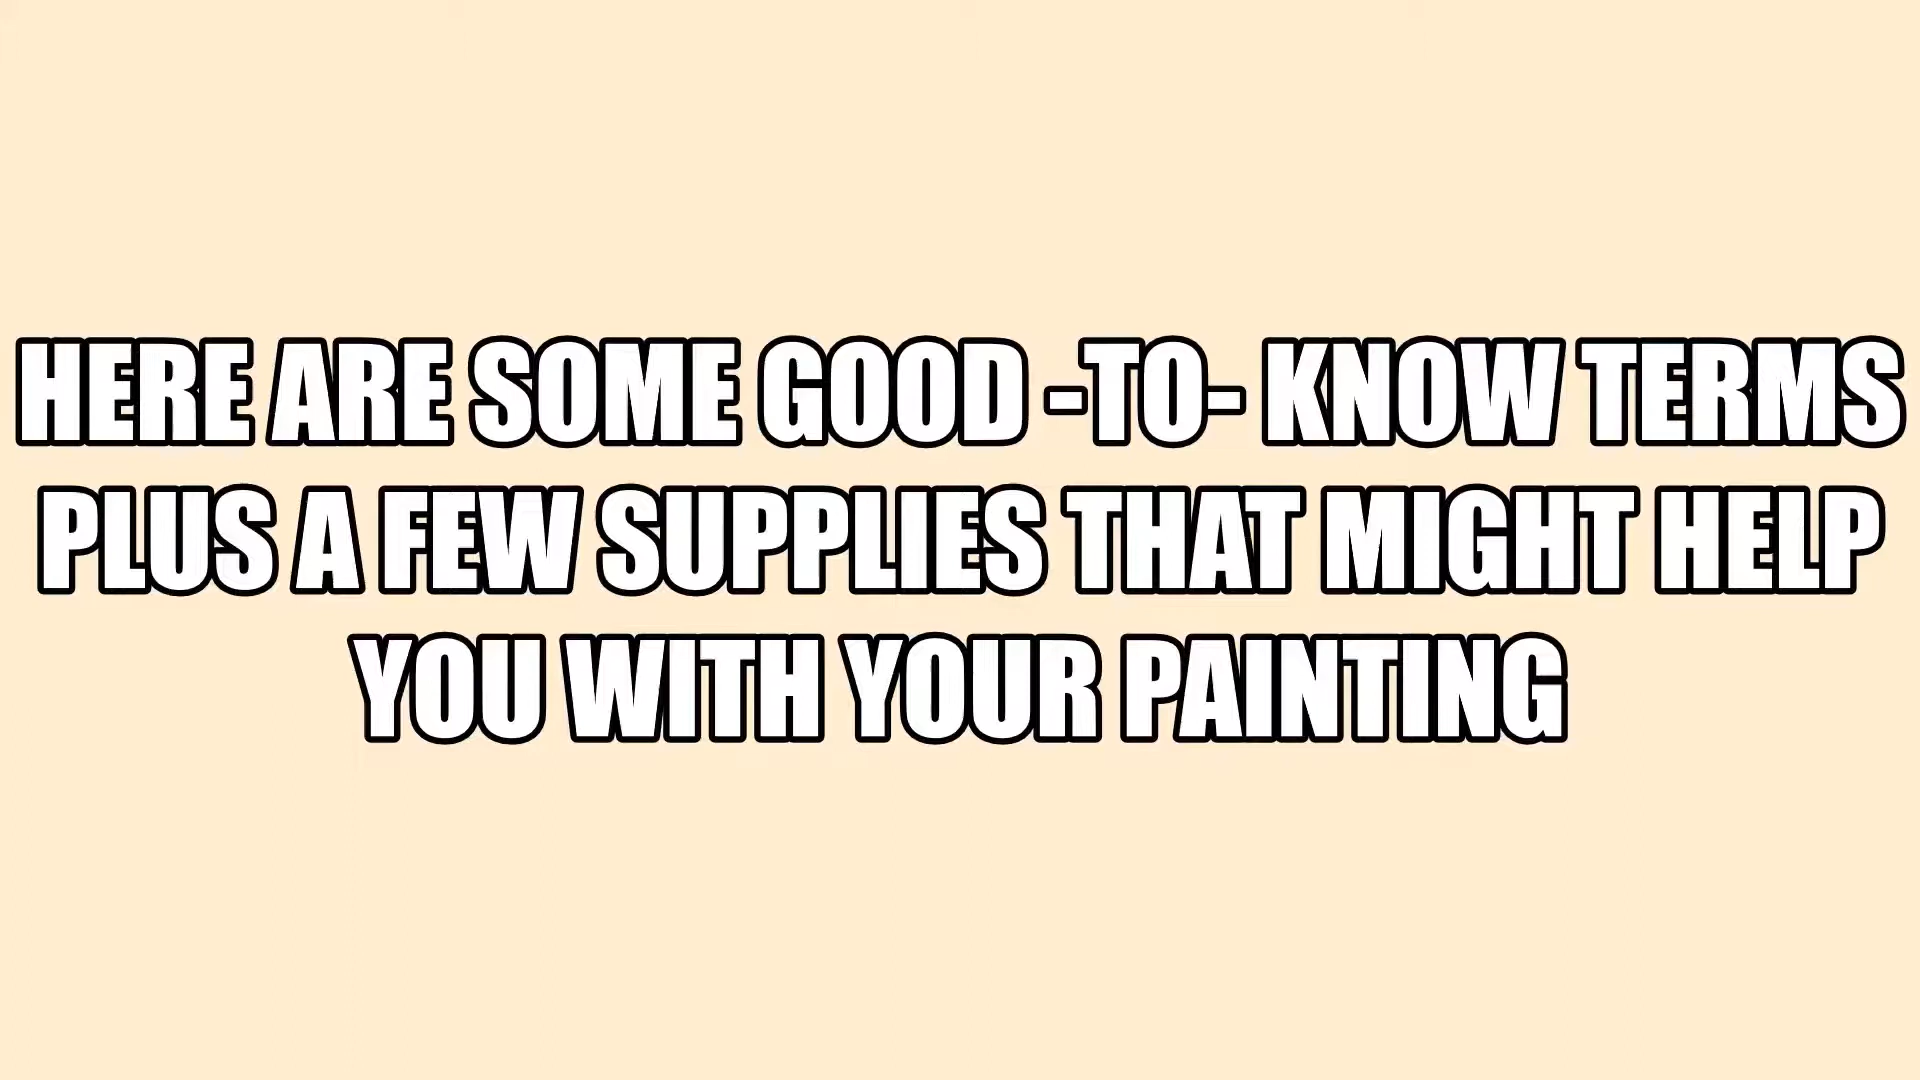 HERE ARE SOME GOOD -TO- KNOW TERMS
PLUS A FEW SUPPLIES THAT MIGHT HELP
YOU WITH YOUR PAINTING